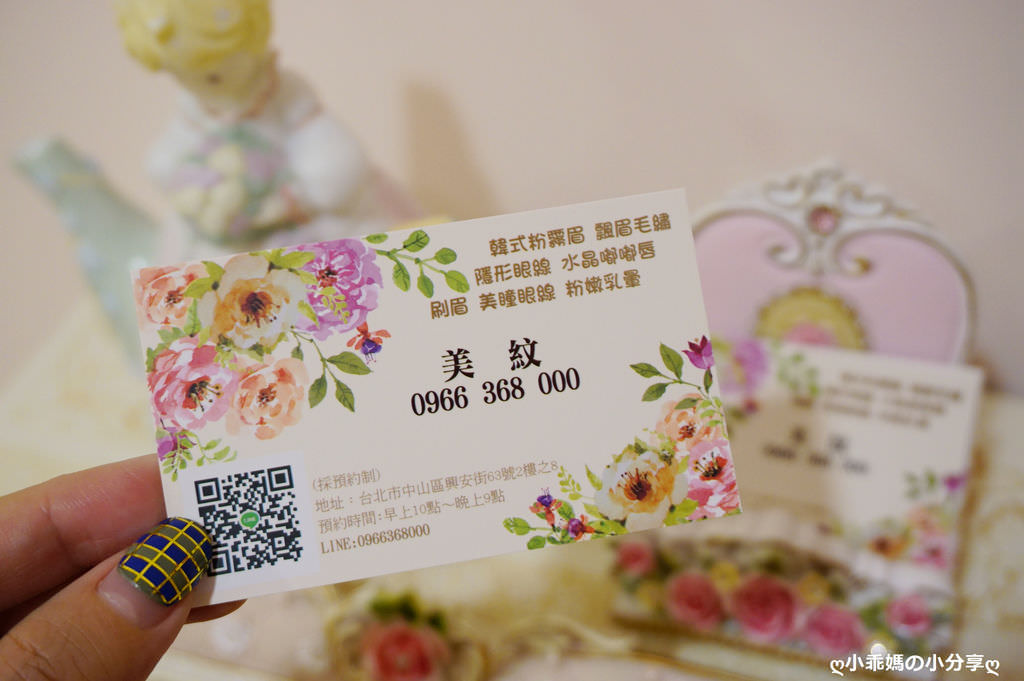 韓式粉霧眉 飄眉毛繡
隱形眼線 水晶嘟嘟唇
刷眉 美瞳眼線 粉嫩乳暈
美 紋
0966 368 000
(採預約制)
地址：台北市中山區興安街63號2樓之8
預約時間:早上10點～晚上9點
LINE:0966368000
ღ小乖媽の小分享ღ